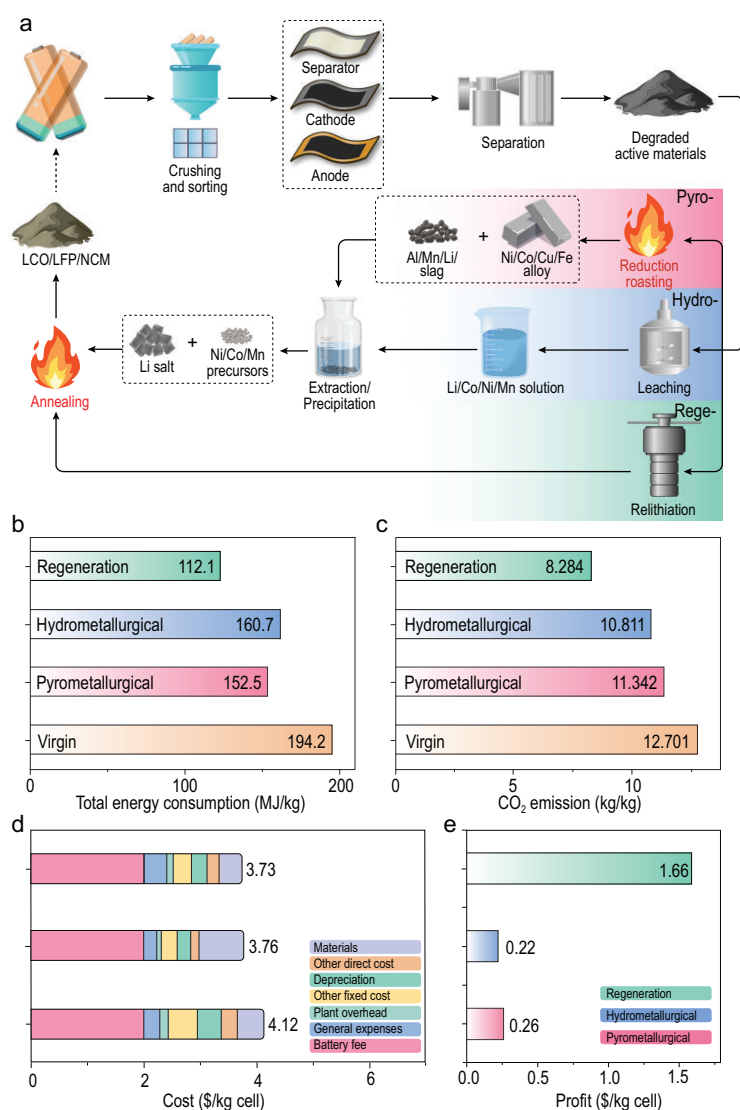 a
Separator
Cathode
Anode
Crushing
and sorting
Separation
Degraded
active materials
Pyro-
LCO/LFP/NCM
Al/Mn/Li/
slag
+
Ni/Co/Cu/Fe
alloy
Reduction
roasting
Hydro-
Li salt
+
Ni/Co/Mn
precursors
Extraction/
Precipitation
Li/Co/Ni/Mn solution
Leaching
Annealing
Rege-
Relithiation
b
Regeneration 112.1
Hydrometallurgical 160.7
Pyrometallurgical 152.5
Virgin 194.2
0 100 200
Total energy consumption (MJ/kg)
c
Regeneration 8.284
Hydrometallurgical 10.811
Pyrometallurgical 11.342
Virgin 12.701
0 5 10
CO₂ emission (kg/kg)
d
3.73
3.76
4.12
Materials
Other direct cost
Depreciation
Other fixed cost
Plant overhead
General expenses
Battery fee
0 2 4 6
Cost ($/kg cell)
e
1.66
0.22
0.26
Regeneration
Hydrometallurgical
Pyrometallurgical
0.0 0.5 1.0 1.5
Profit ($/kg cell)